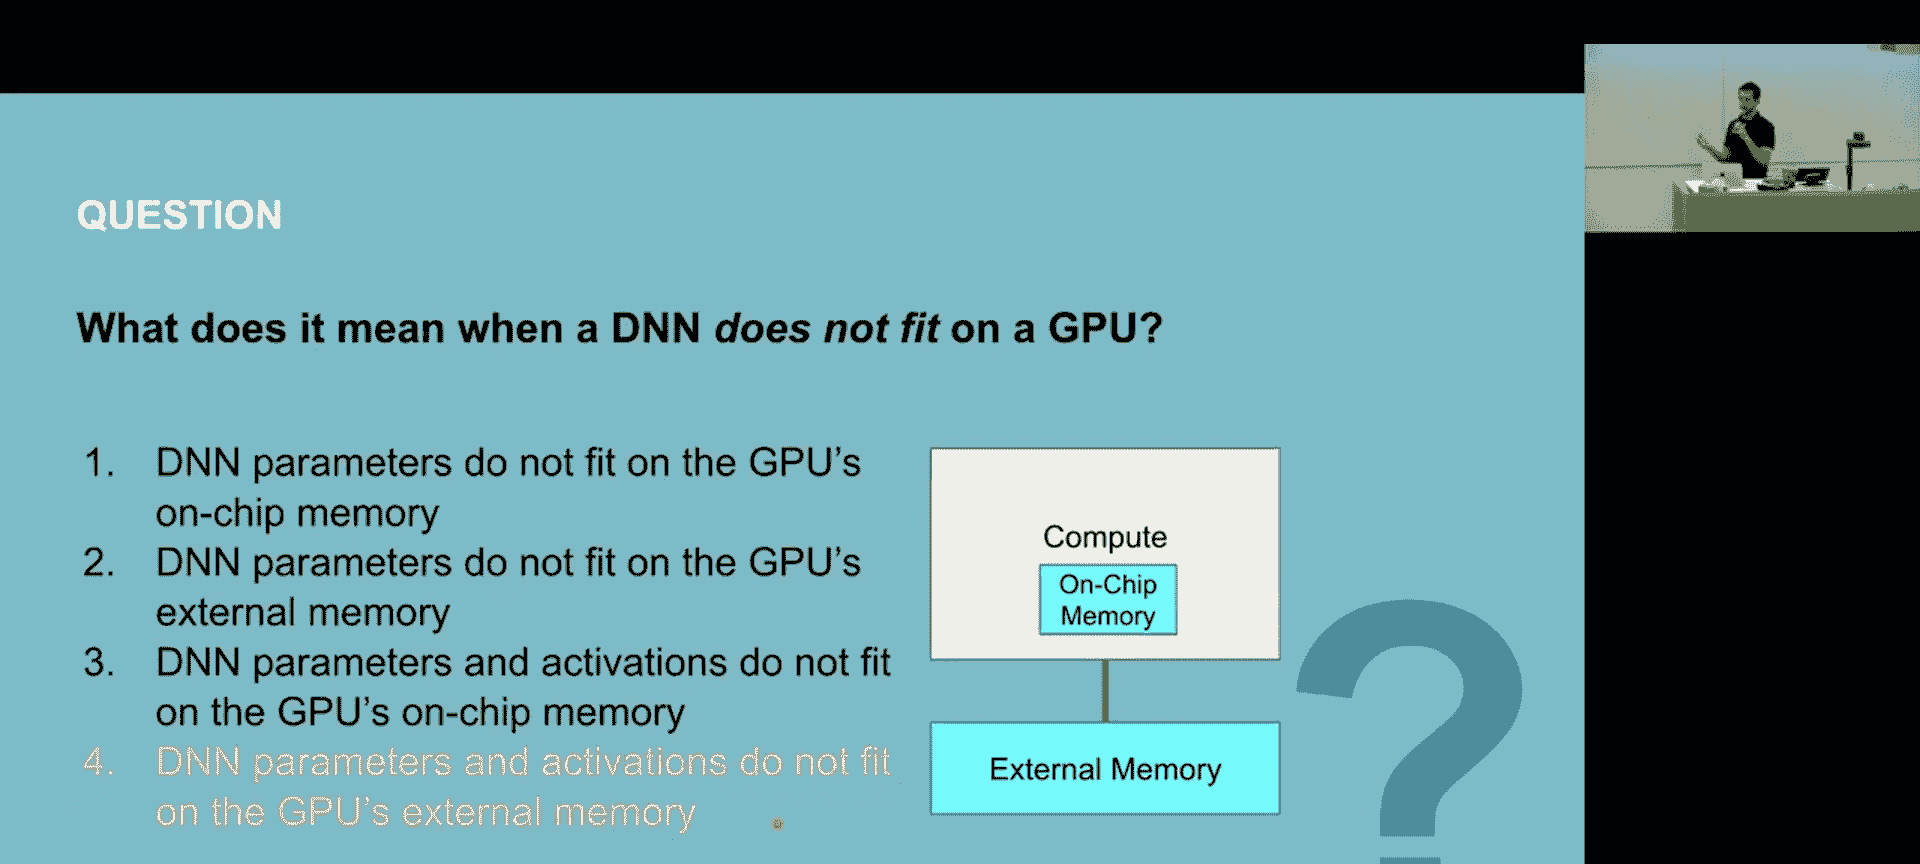 QUESTION
What does it mean when a DNN does not fit on a GPU?
1. DNN parameters do not fit on the GPU’s
on-chip memory
2. DNN parameters do not fit on the GPU’s
external memory
3. DNN parameters and activations do not fit
on the GPU’s on-chip memory
4. DNN parameters and activations do not fit
on the GPU’s external memory
Compute
On-Chip
Memory
External Memory
?